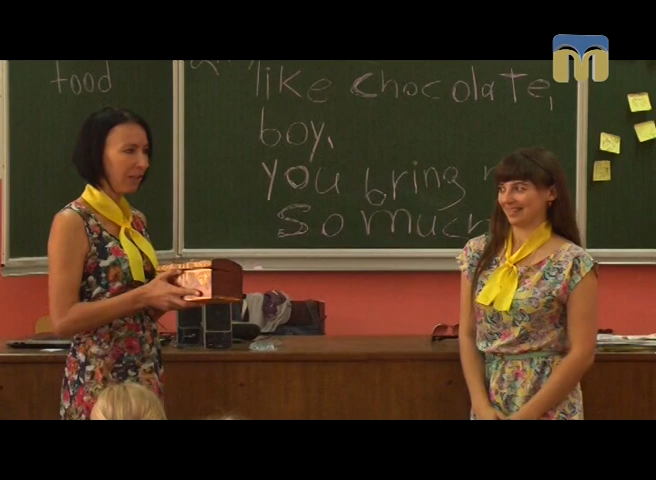 food
like chocolate,
boy,
you bring
so much
M